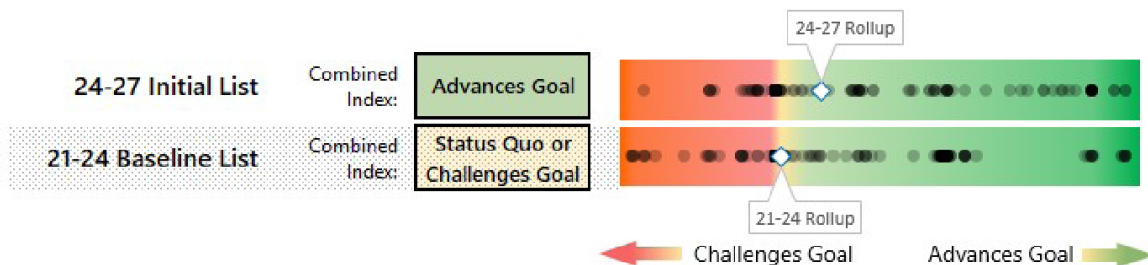 24-27 Rollup
24-27 Initial List
Combined
Index:
Advances Goal
21-24 Baseline List
Combined
Index:
Status Quo or
Challenges Goal
21-24 Rollup
Challenges Goal
Advances Goal